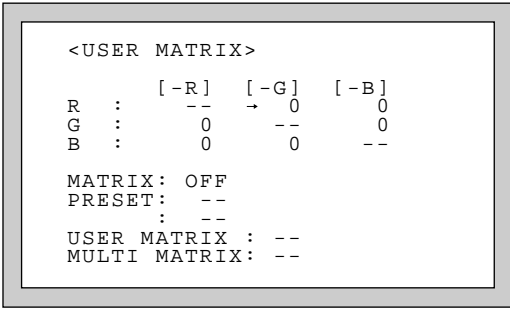 <USER MATRIX>
[-R] [-G] [-B]
R : -- → 0 0
G : 0 -- 0
B : 0 0 --
MATRIX: OFF
PRESET: --
: --
USER MATRIX : --
MULTI MATRIX: --